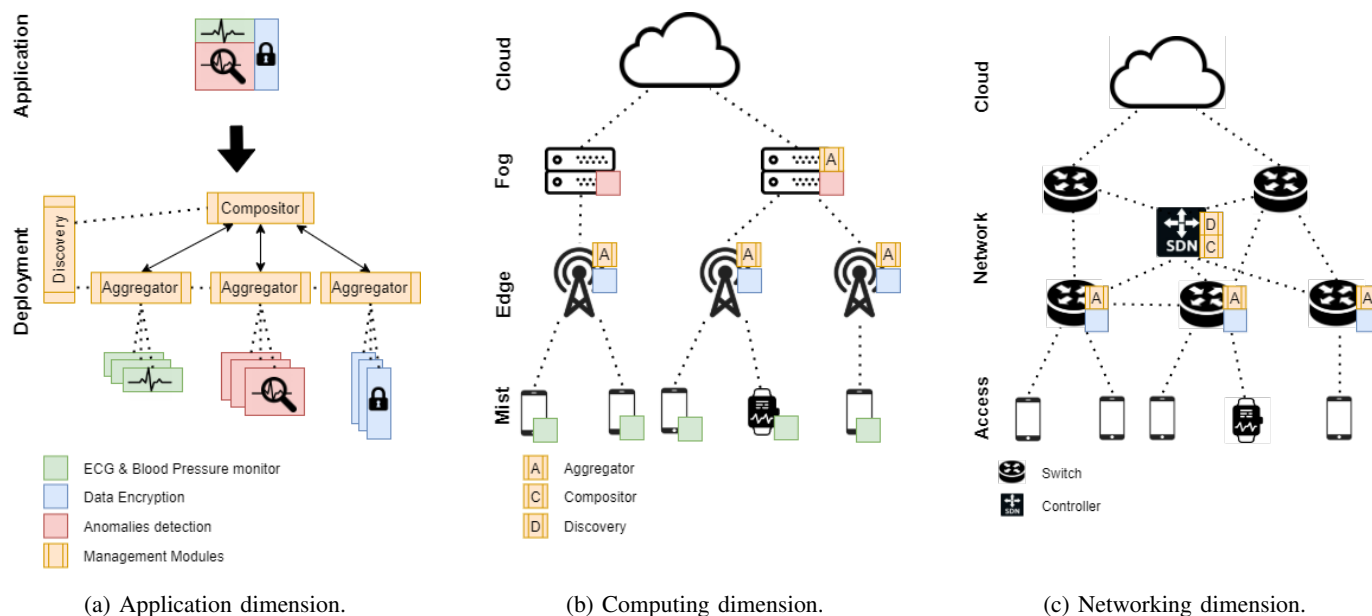 Application
Deployment
Compositor
Discovery
Aggregator
Aggregator
Aggregator
ECG & Blood Pressure monitor
Data Encryption
Anomalies detection
Management Modules
(a) Application dimension.
Cloud
Fog
A
Edge
A
A
A
Mist
A Aggregator
C Compositor
D Discovery
(b) Computing dimension.
Cloud
Network
SDN
D
C
A
A
A
Access
Switch
SDN Controller
(c) Networking dimension.